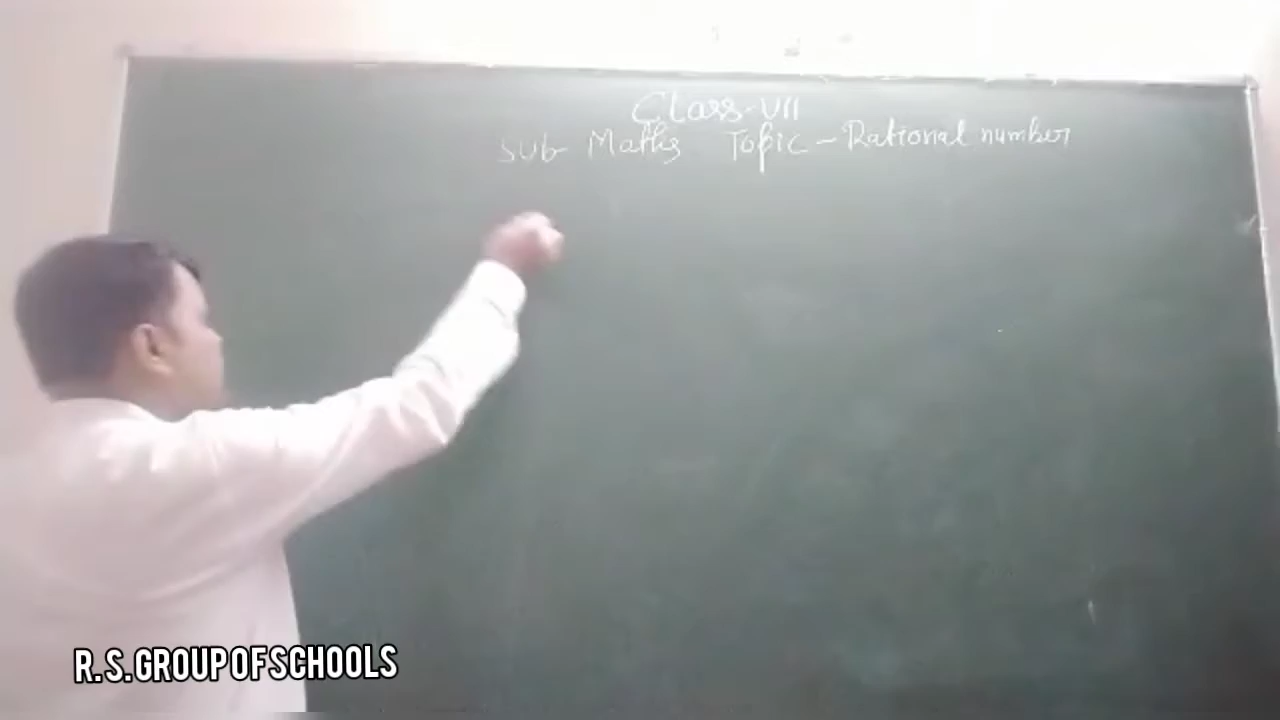 Class-VII
Sub- Maths Topic - Rational number
R.S. GROUP OF SCHOOLS